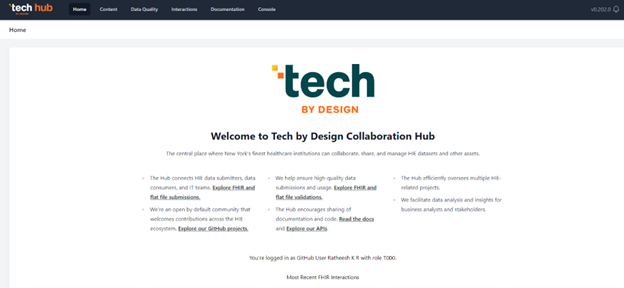 tech hub
BY DESIGN
Home
Content
Data Quality
Interactions
Documentation
Console
v0.202.0
Home
tech
BY DESIGN
Welcome to Tech by Design Collaboration Hub
The central place where New York's finest healthcare institutions can collaborate, share, and manage HIE datasets and other assets.
The Hub connects HIE data submitters, data
consumers, and IT teams. Explore FHIR and
flat file submissions.
We're an open by default community that
welcomes contributions across the HIE
ecosystem. Explore our GitHub projects.
We help ensure high-quality data
submissions and usage. Explore FHIR and
flat file validations.
The Hub encourages sharing of
documentation and code. Read the docs
and Explore our APIs.
The Hub efficiently oversees multiple HIE-
related projects.
We facilitate data analysis and insights for
business analysts and stakeholders.
You're logged in as GitHub User Ratheesh K R with role TODO.
Most Recent FHIR Interactions